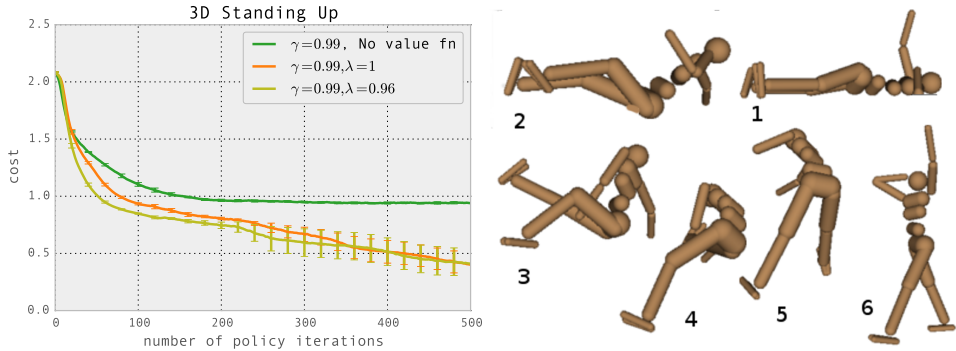 3D Standing Up
2.5
2.0
1.5
1.0
0.5
0.0
cost
γ=0.99, No value fn
γ=0.99,λ=1
γ=0.99,λ=0.96
0 100 200 300 400 500
number of policy iterations
2 1
3 4 5 6